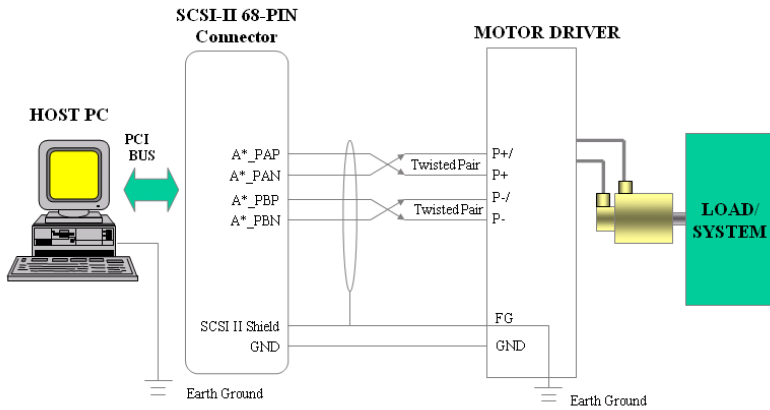 SCSI-II 68-PIN
Connector
MOTOR DRIVER
HOST PC
PCI
BUS
A*_PAP
A*_PAN
A*_PBP
A*_PBN
Twisted Pair
Twisted Pair
P+/
P+
P-/
P-
LOAD/
SYSTEM
SCSI II Shield
GND
FG
GND
Earth Ground
Earth Ground